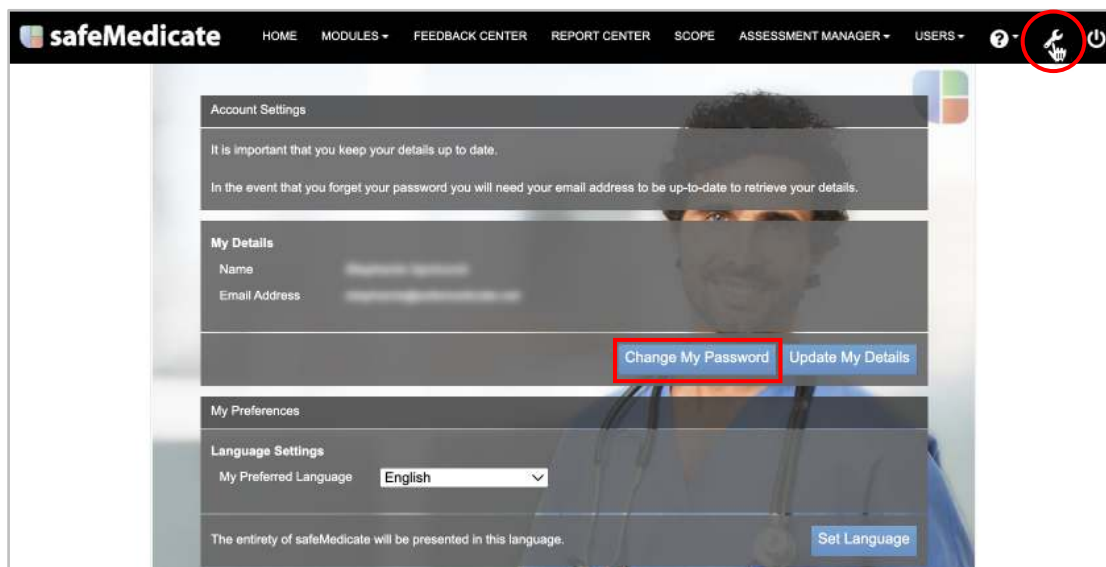 safeMedicate HOME MODULES FEEDBACK CENTER REPORT CENTER SCOPE ASSESSMENT MANAGER USERS ?
Account Settings
It is important that you keep your details up to date.
In the event that you forget your password you will need your email address to be up-to-date to retrieve your details.
My Details
Name
Email Address
Change My Password Update My Details
My Preferences
Language Settings
My Preferred Language English
The entirety of safeMedicate will be presented in this language. Set Language